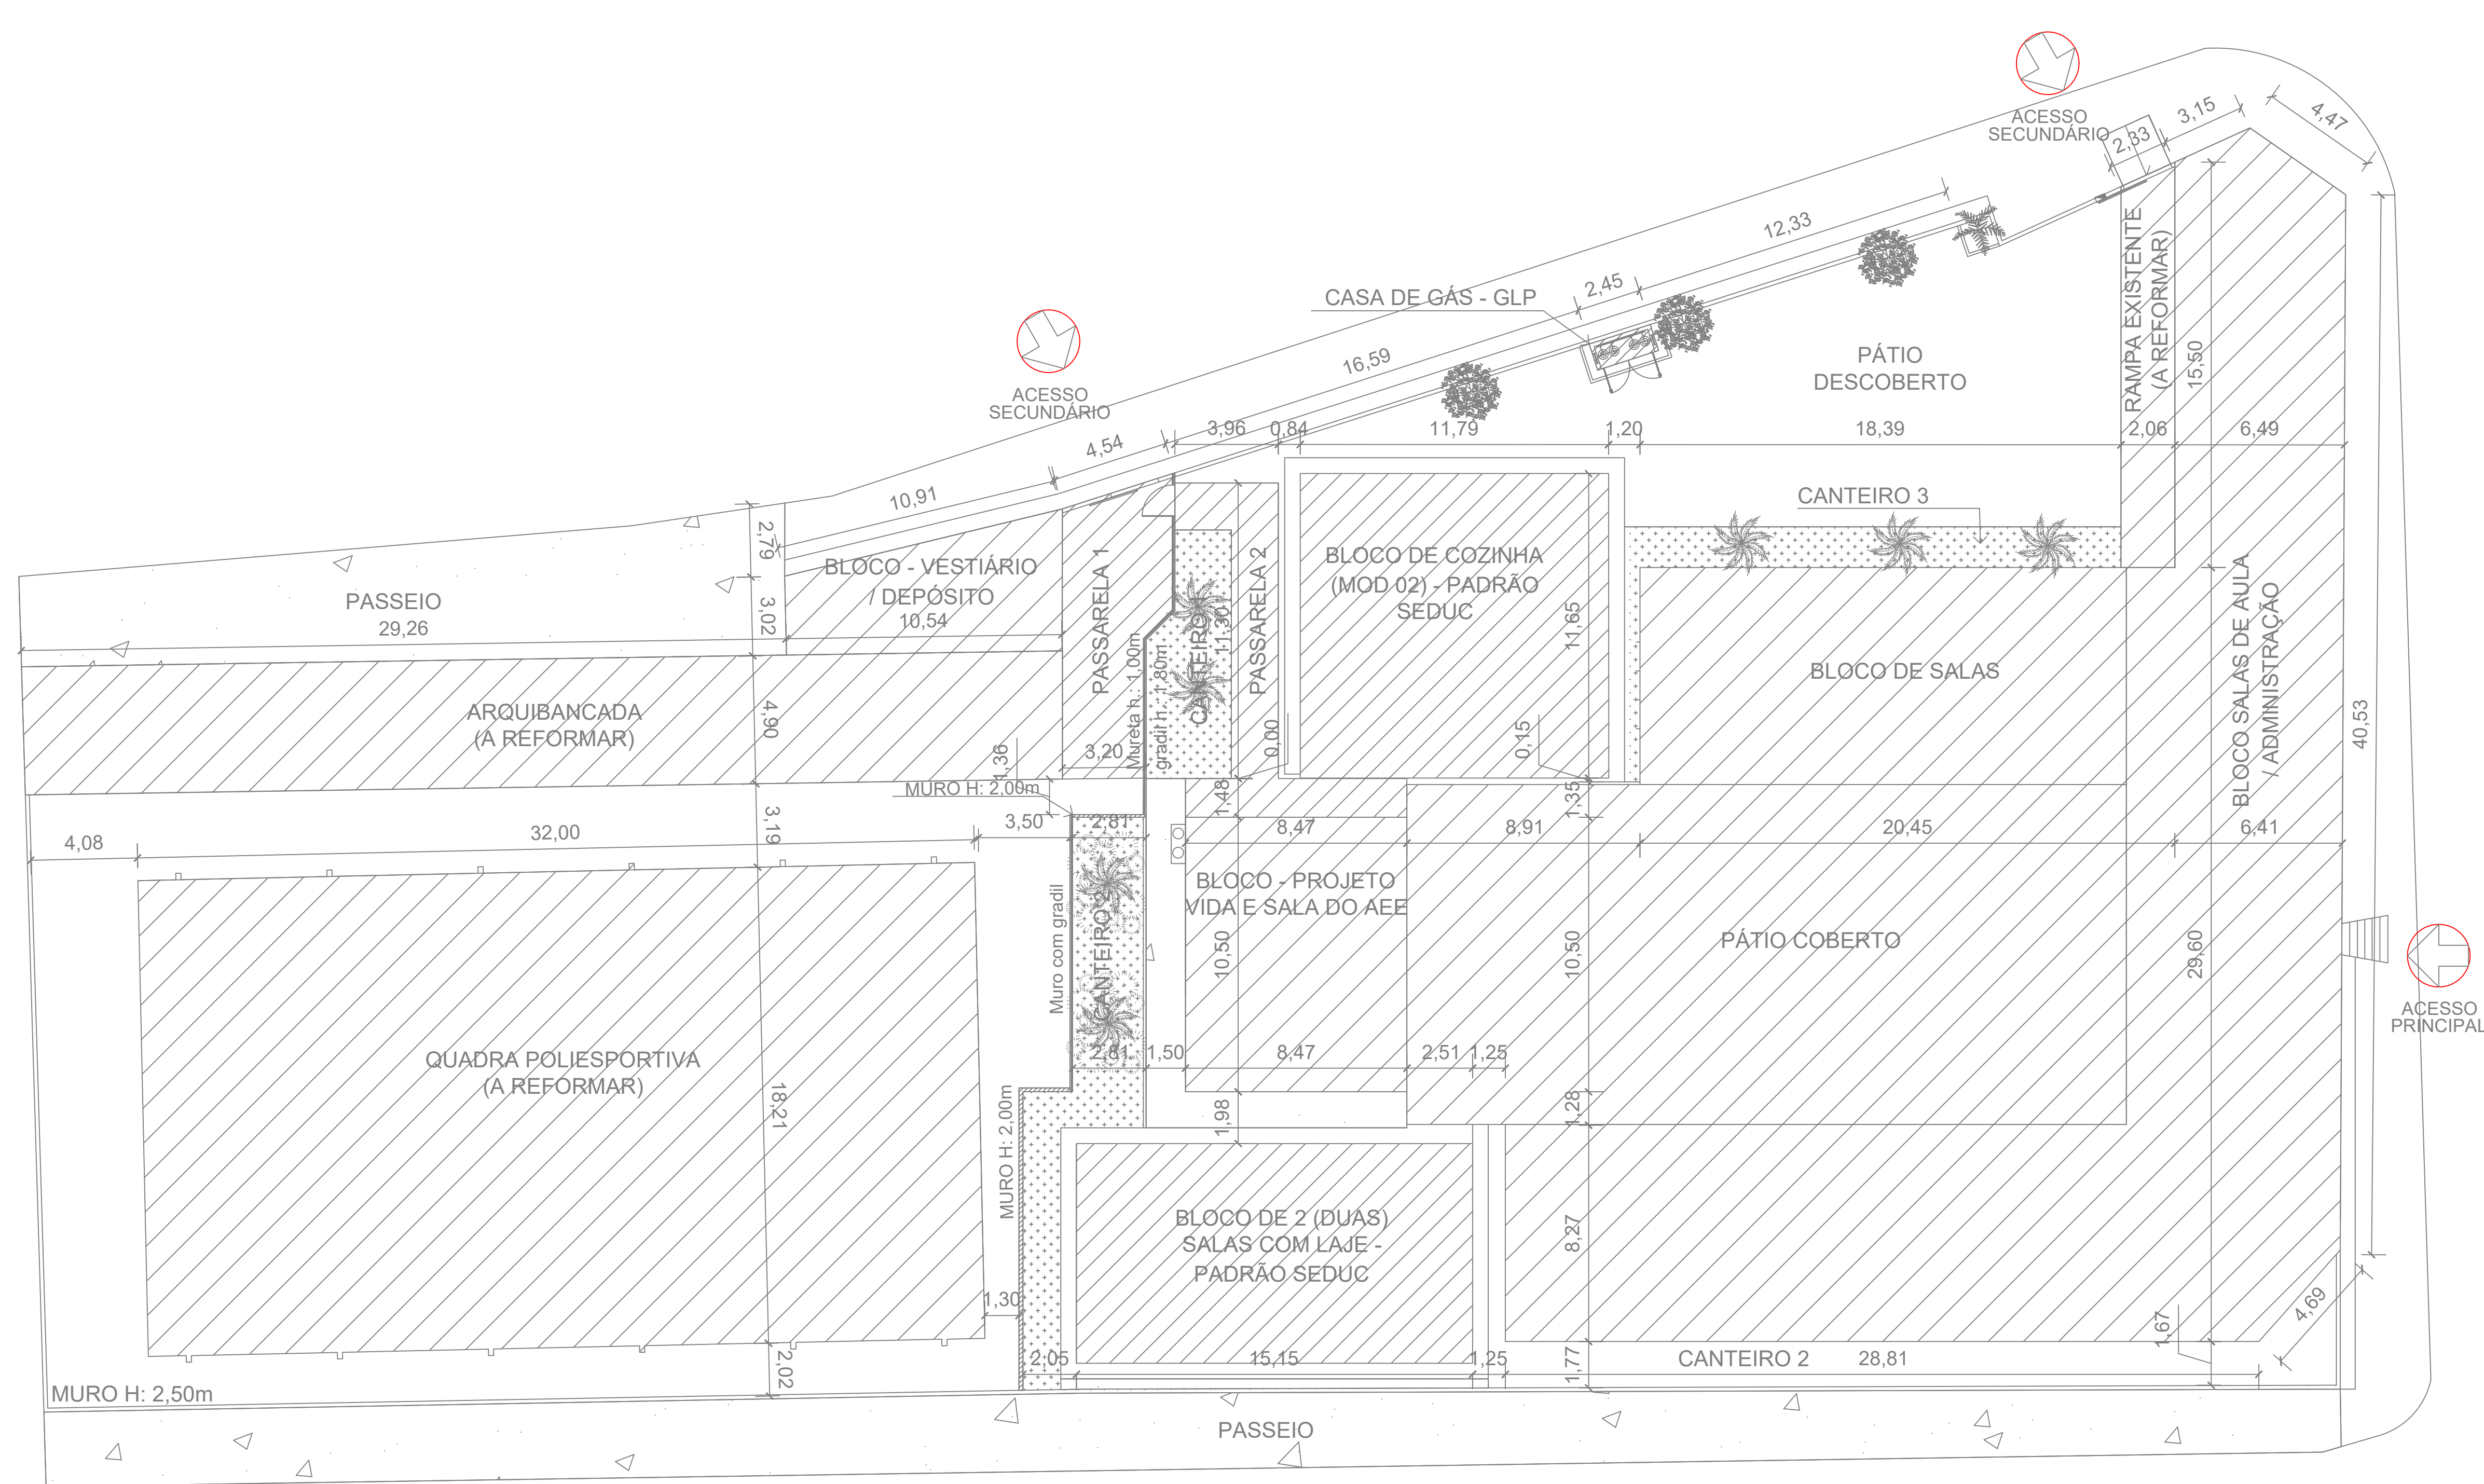 ACESSO
SECUNDÁRIO
3,15
4,47
2,33
12,33
2,45
CASA DE GÁS - GLP
16,59
ACESSO
SECUNDÁRIO
PÁTIO
DESCOBERTO
RAMPA EXISTENTE
(A REFORMAR)
15,50
4,54
3,96
0,84
11,79
1,20
18,39
2,06
6,49
10,91
CANTEIRO 3
2,79
BLOCO - VESTIÁRIO
/ DEPÓSITO
10,54
PASSEIO
29,26
3,02
PASSARELA 1
CANTEIRO 1
11,30
PASSARELA 2
BLOCO DE COZINHA
(MOD 02) - PADRÃO
SEDUC
11,65
BLOCO DE SALAS
BLOCO SALAS DE AULA
/ ADMINISTRAÇÃO
40,53
ARQUIBANCADA
(A REFORMAR)
4,90
Mureta h.: 1,00m
gradil h.: 1,80m
3,20
1,36
0,00
0,15
MURO H: 2,00m
1,48
1,35
4,08
32,00
3,19
3,50
2,81
8,47
8,91
20,45
6,41
BLOCO - PROJETO
VIDA E SALA DO AEE
Muro com gradil
CANTEIRO 2
10,50
10,50
PÁTIO COBERTO
29,60
ACESSO
PRINCIPAL
QUADRA POLIESPORTIVA
(A REFORMAR)
18,21
2,81
1,50
8,47
2,51
1,25
MURO H: 2,00m
1,98
1,28
BLOCO DE 2 (DUAS)
SALAS COM LAJE -
PADRÃO SEDUC
8,27
1,30
4,69
1,67
2,02
2,05
15,15
1,25
1,77
CANTEIRO 2
28,81
MURO H: 2,50m
PASSEIO